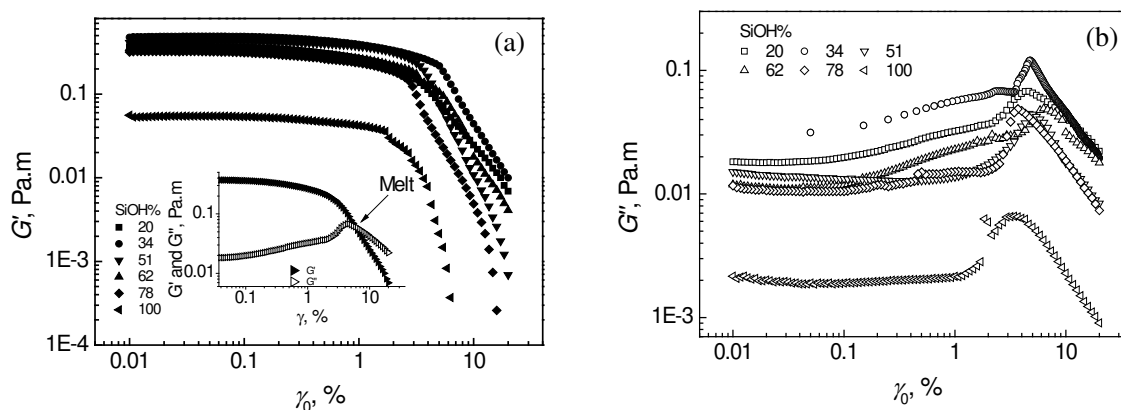 (a)
G', Pa.m
0.1
0.01
1E-3
1E-4
SiOH%
20
34
51
62
78
100
G' and G'', Pa.m
0.1
0.01
Melt
G'
G''
0.1 1 10
γ, %
0.01 0.1 1 10
γ₀, %
(b)
G'', Pa.m
0.1
0.01
1E-3
SiOH%
20 34 51
62 78 100
0.01 0.1 1 10
γ₀, %